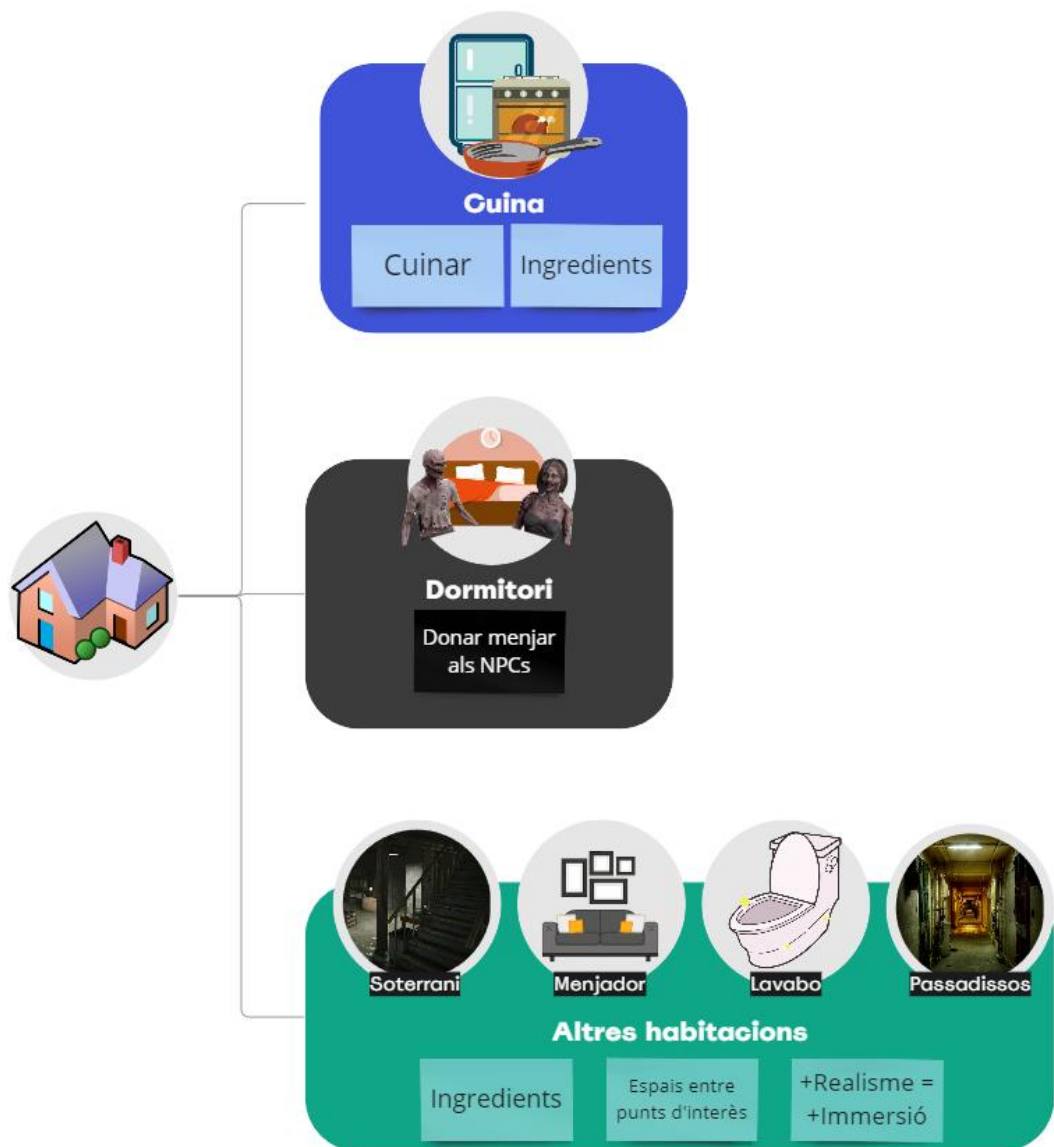 Cuina
Cuinar
Ingredients
Dormitori
Donar menjar
als NPCs
Soterrani
Menjador
Lavabo
Passadissos
Altres habitacions
Ingredients
Espais entre
punts d'interès
+Realisme =
+Immersió